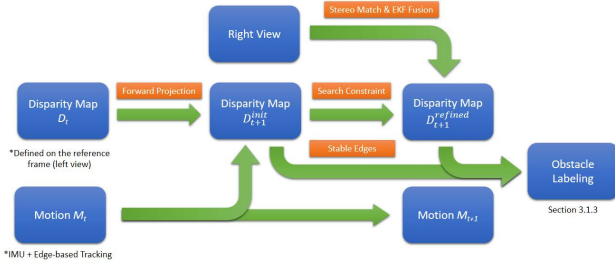 Stereo Match & EKF Fusion
Right View
Forward Projection
Search Constraint
Disparity Map
D_t
Disparity Map
D_{t+1}^{init}
Disparity Map
D_{t+1}^{refined}
*Defined on the reference
frame (left view)
Stable Edges
Obstacle
Labeling
Section 3.1.3
Motion M_t
Motion M_{t+1}
*IMU + Edge-based Tracking